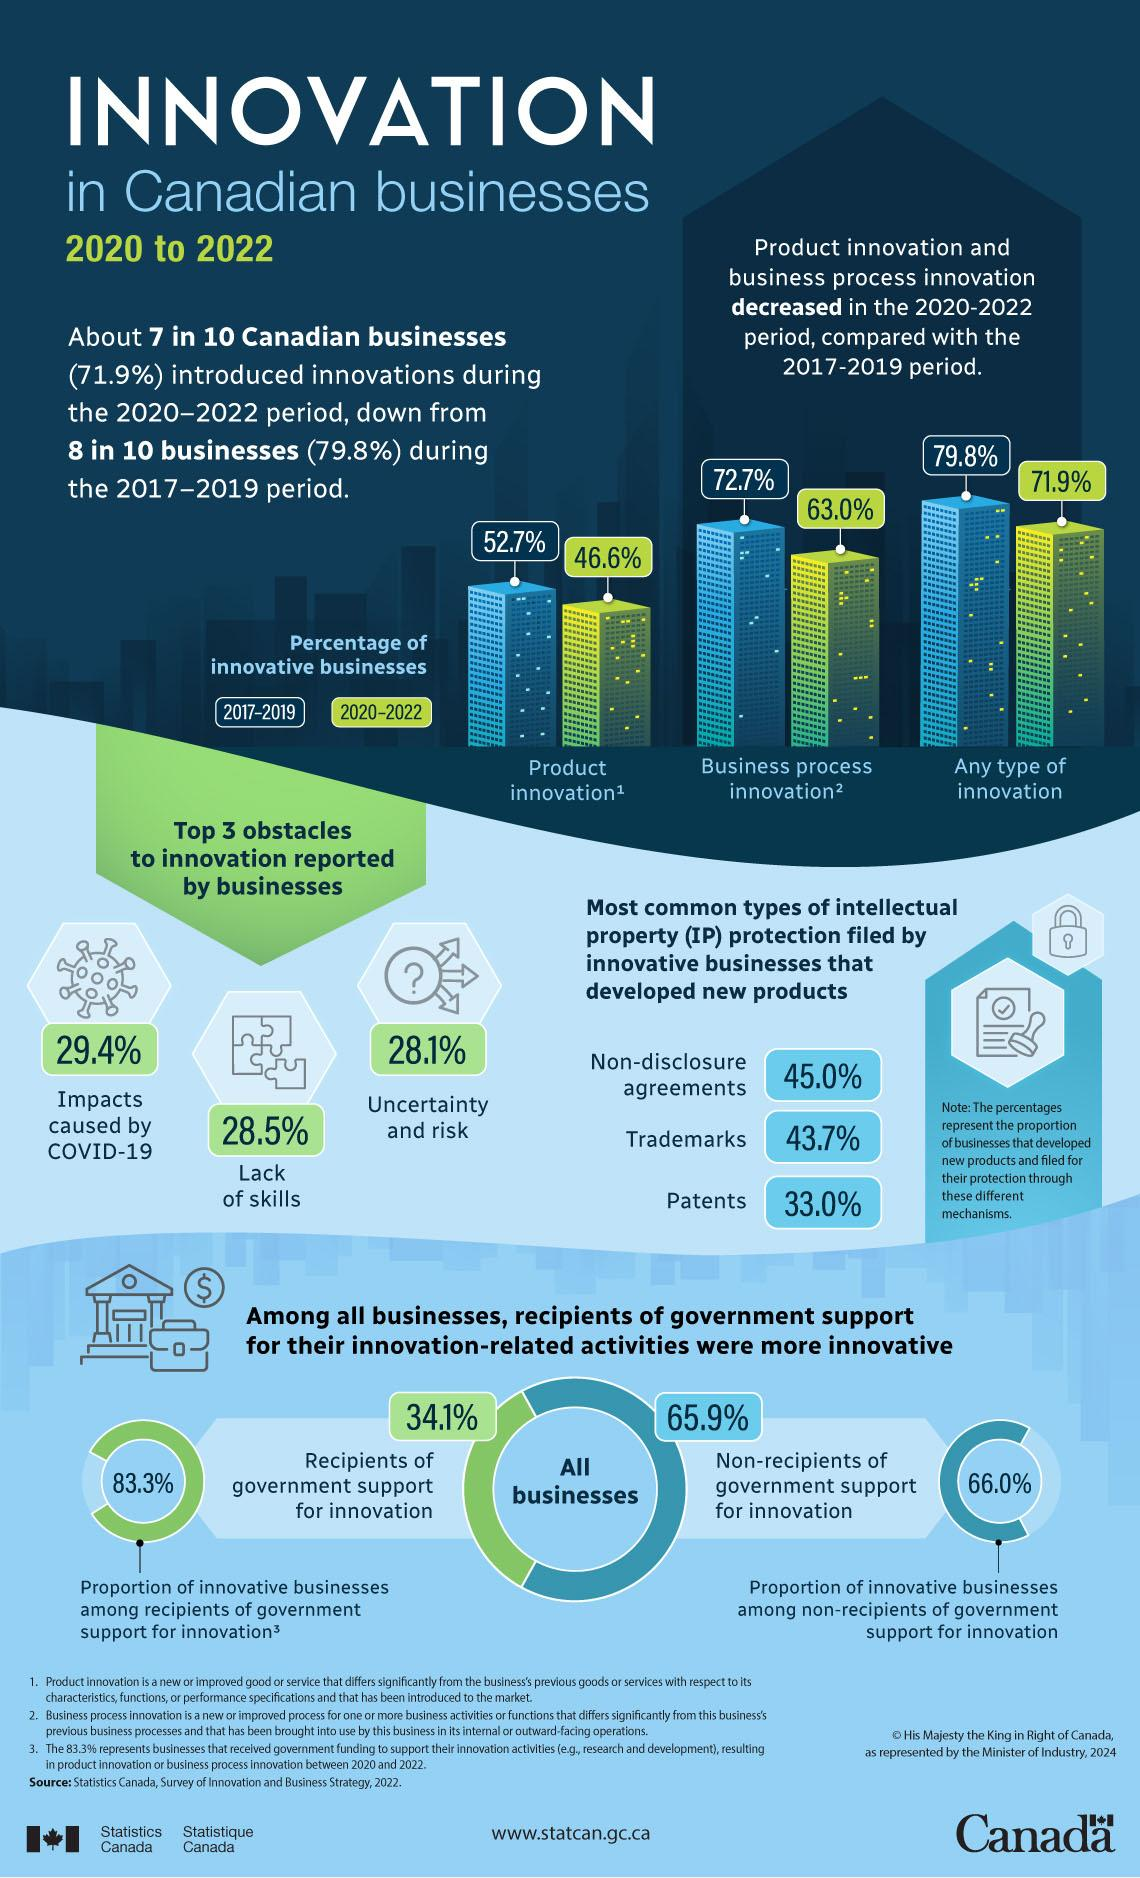 INNOVATION
in Canadian businesses
2020 to 2022
About 7 in 10 Canadian businesses
(71.9%) introduced innovations during
the 2020–2022 period, down from
8 in 10 businesses (79.8%) during
the 2017–2019 period.
Product innovation and
business process innovation
decreased in the 2020-2022
period, compared with the
2017-2019 period.
Percentage of
innovative businesses
2017–2019
2020–2022
52.7%
46.6%
Product
innovation¹
72.7%
63.0%
Business process
innovation²
79.8%
71.9%
Any type of
innovation
Top 3 obstacles
to innovation reported
by businesses
29.4%
Impacts
caused by
COVID-19
28.5%
Lack
of skills
28.1%
Uncertainty
and risk
Most common types of intellectual
property (IP) protection filed by
innovative businesses that
developed new products
Non-disclosure
agreements
45.0%
Trademarks
43.7%
Patents
33.0%
Note: The percentages
represent the proportion
of businesses that developed
new products and filed for
their protection through
these different
mechanisms.
Among all businesses, recipients of government support
for their innovation-related activities were more innovative
83.3%
Proportion of innovative businesses
among recipients of government
support for innovation³
34.1%
Recipients of
government support
for innovation
All
businesses
65.9%
Non-recipients of
government support
for innovation
66.0%
Proportion of innovative businesses
among non-recipients of government
support for innovation
1. Product innovation is a new or improved good or service that differs significantly from the business's previous goods or services with respect to its
characteristics, functions, or performance specifications and that has been introduced to the market.
2. Business process innovation is a new or improved process for one or more business activities or functions that differs significantly from this business's
previous business processes and that has been brought into use by this business in its internal or outward-facing operations.
3. The 83.3% represents businesses that received government funding to support their innovation activities (e.g., research and development), resulting
in product innovation or business process innovation between 2020 and 2022.
Source: Statistics Canada, Survey of Innovation and Business Strategy, 2022.
© His Majesty the King in Right of Canada,
as represented by the Minister of Industry, 2024
Statistics
Canada
Statistique
Canada
www.statcan.gc.ca
Canada